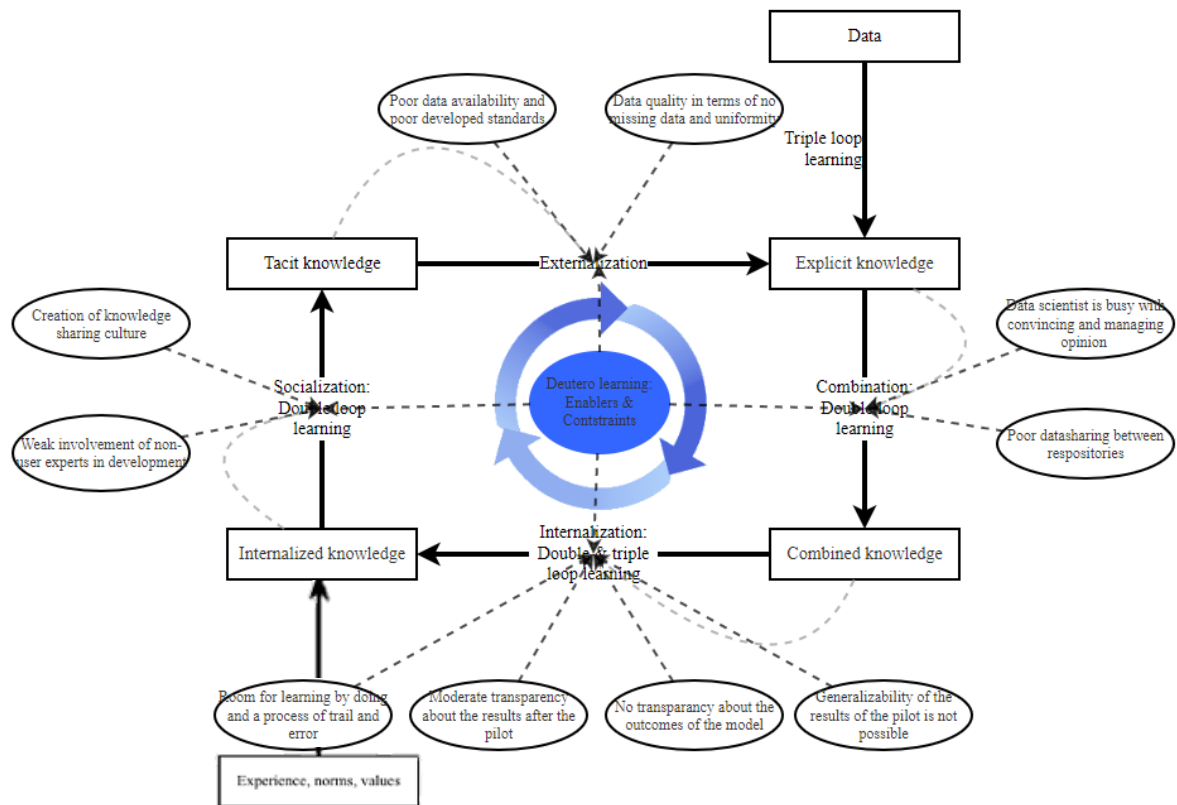 Data
Poor data availability and
poor developed standards
Data quality in terms of no
missing data and uniformity
Triple loop
learning
Tacit knowledge
Externalization
Explicit knowledge
Creation of knowledge
sharing culture
Data scientist is busy with
convincing and managing
opinion
Socialization:
Double loop
learning
Deutero learning:
Enablers &
Contstraints
Combination:
Double loop
learning
Weak involvement of non-
user experts in development
Poor datasharing between
respositories
Internalized knowledge
Internalization:
Double & triple
loop learning
Combined knowledge
Room for learning by doing
and a process of trail and
error
Moderate transparency
about the results after the
pilot
No transparancy about the
outcomes of the model
Generalizability of the
results of the pilot is not
possible
Experience, norms, values